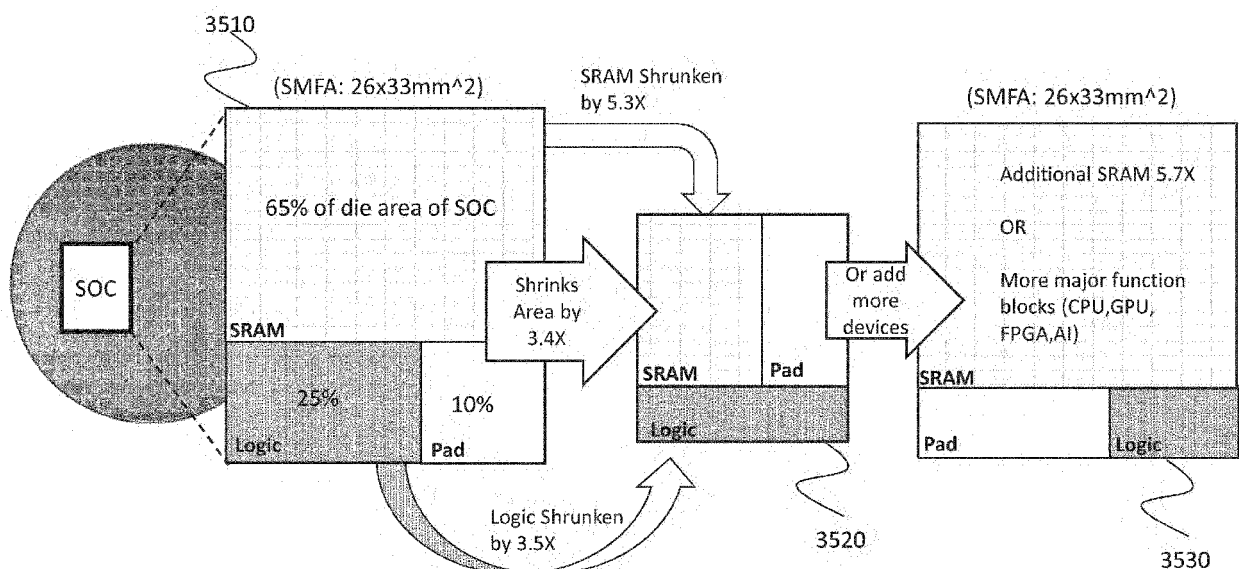 3510
(SMFA: 26x33mm^2)
SRAM Shrunken
by 5.3X
(SMFA: 26x33mm^2)
65% of die area of SOC
Additional SRAM 5.7X
OR
More major function
blocks (CPU,GPU,
FPGA,AI)
SOC
Shrinks
Area by
3.4X
Or add
more
devices
SRAM
SRAM
Pad
SRAM
25%
10%
Logic
Pad
Logic
Pad
Logic
Logic Shrunken
by 3.5X
3520
3530